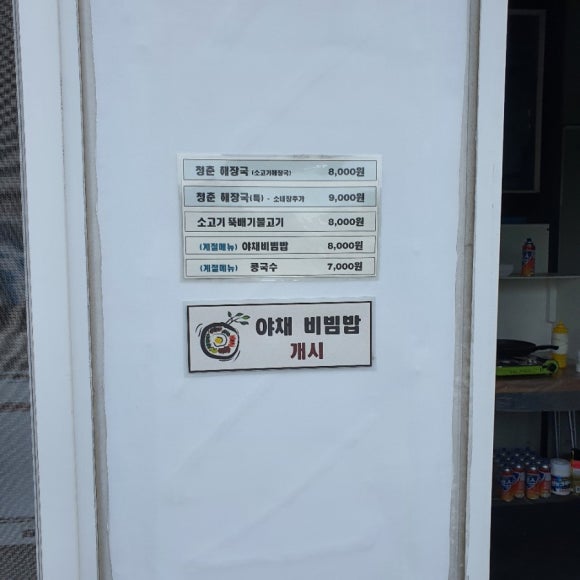 청춘 해장국 (소고기해장국) 8,000원
청춘 해장국(특) - 소내장추가 9,000원
소고기 뚝배기불고기 8,000원
(계절메뉴) 야채비빔밥 8,000원
(계절메뉴) 콩국수 7,000원
야채 비빔밥
개시